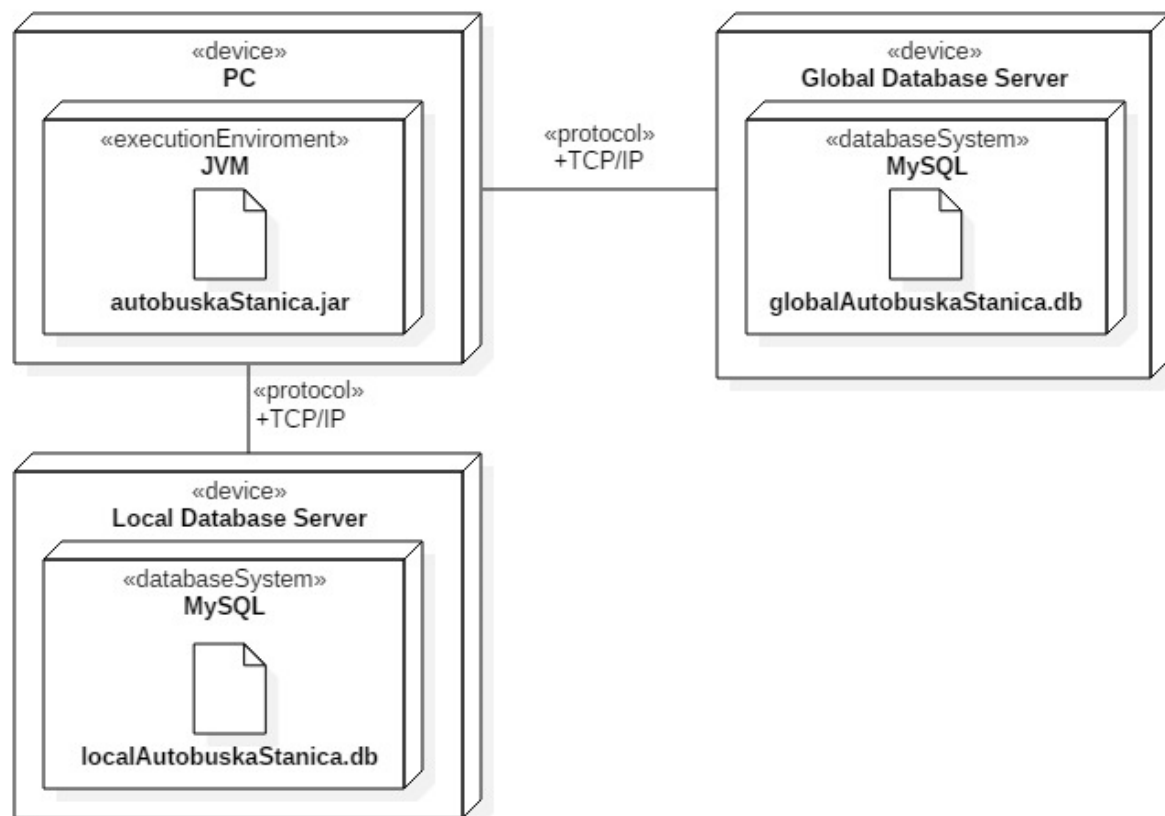 «device»
PC
«executionEnviroment»
JVM
autobuskaStanica.jar
«protocol»
+TCP/IP
«device»
Global Database Server
«databaseSystem»
MySQL
globalAutobuskaStanica.db
«protocol»
+TCP/IP
«device»
Local Database Server
«databaseSystem»
MySQL
localAutobuskaStanica.db